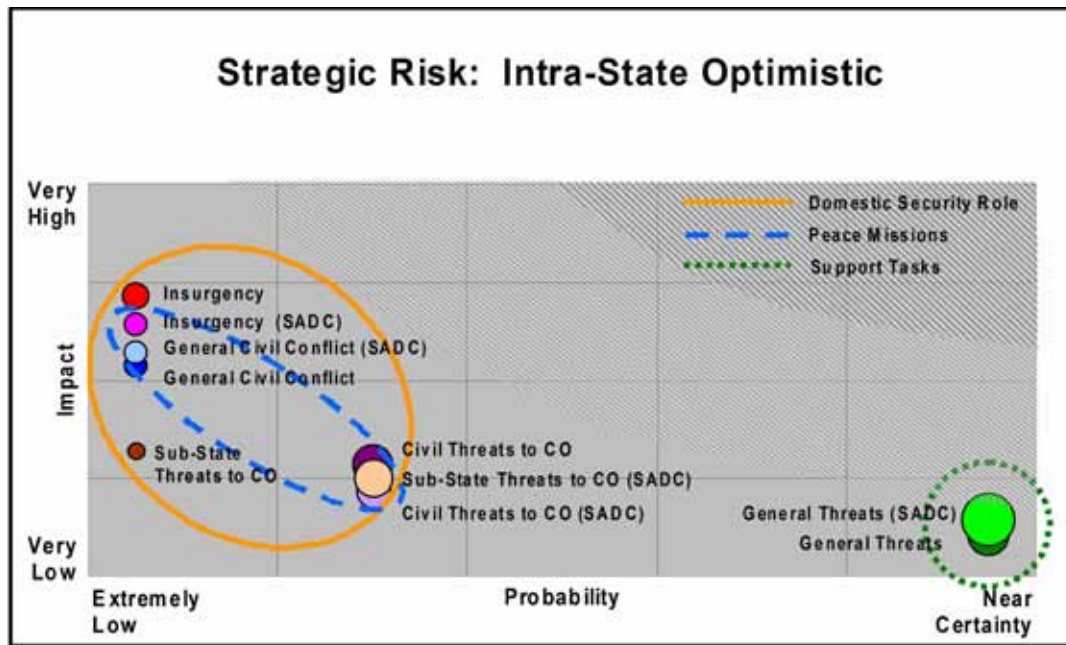 Strategic Risk: Intra-State Optimistic
Very
High
Domestic Security Role
Peace Missions
Support Tasks
Insurgency
Insurgency (SADC)
General Civil Conflict (SADC)
General Civil Conflict
Impact
Sub-State
Threats to CO
Civil Threats to CO
Sub-State Threats to CO (SADC)
Civil Threats to CO (SADC)
General Threats (SADC)
General Threats
Very
Low
Extremely
Low
Probability
Near
Certainty